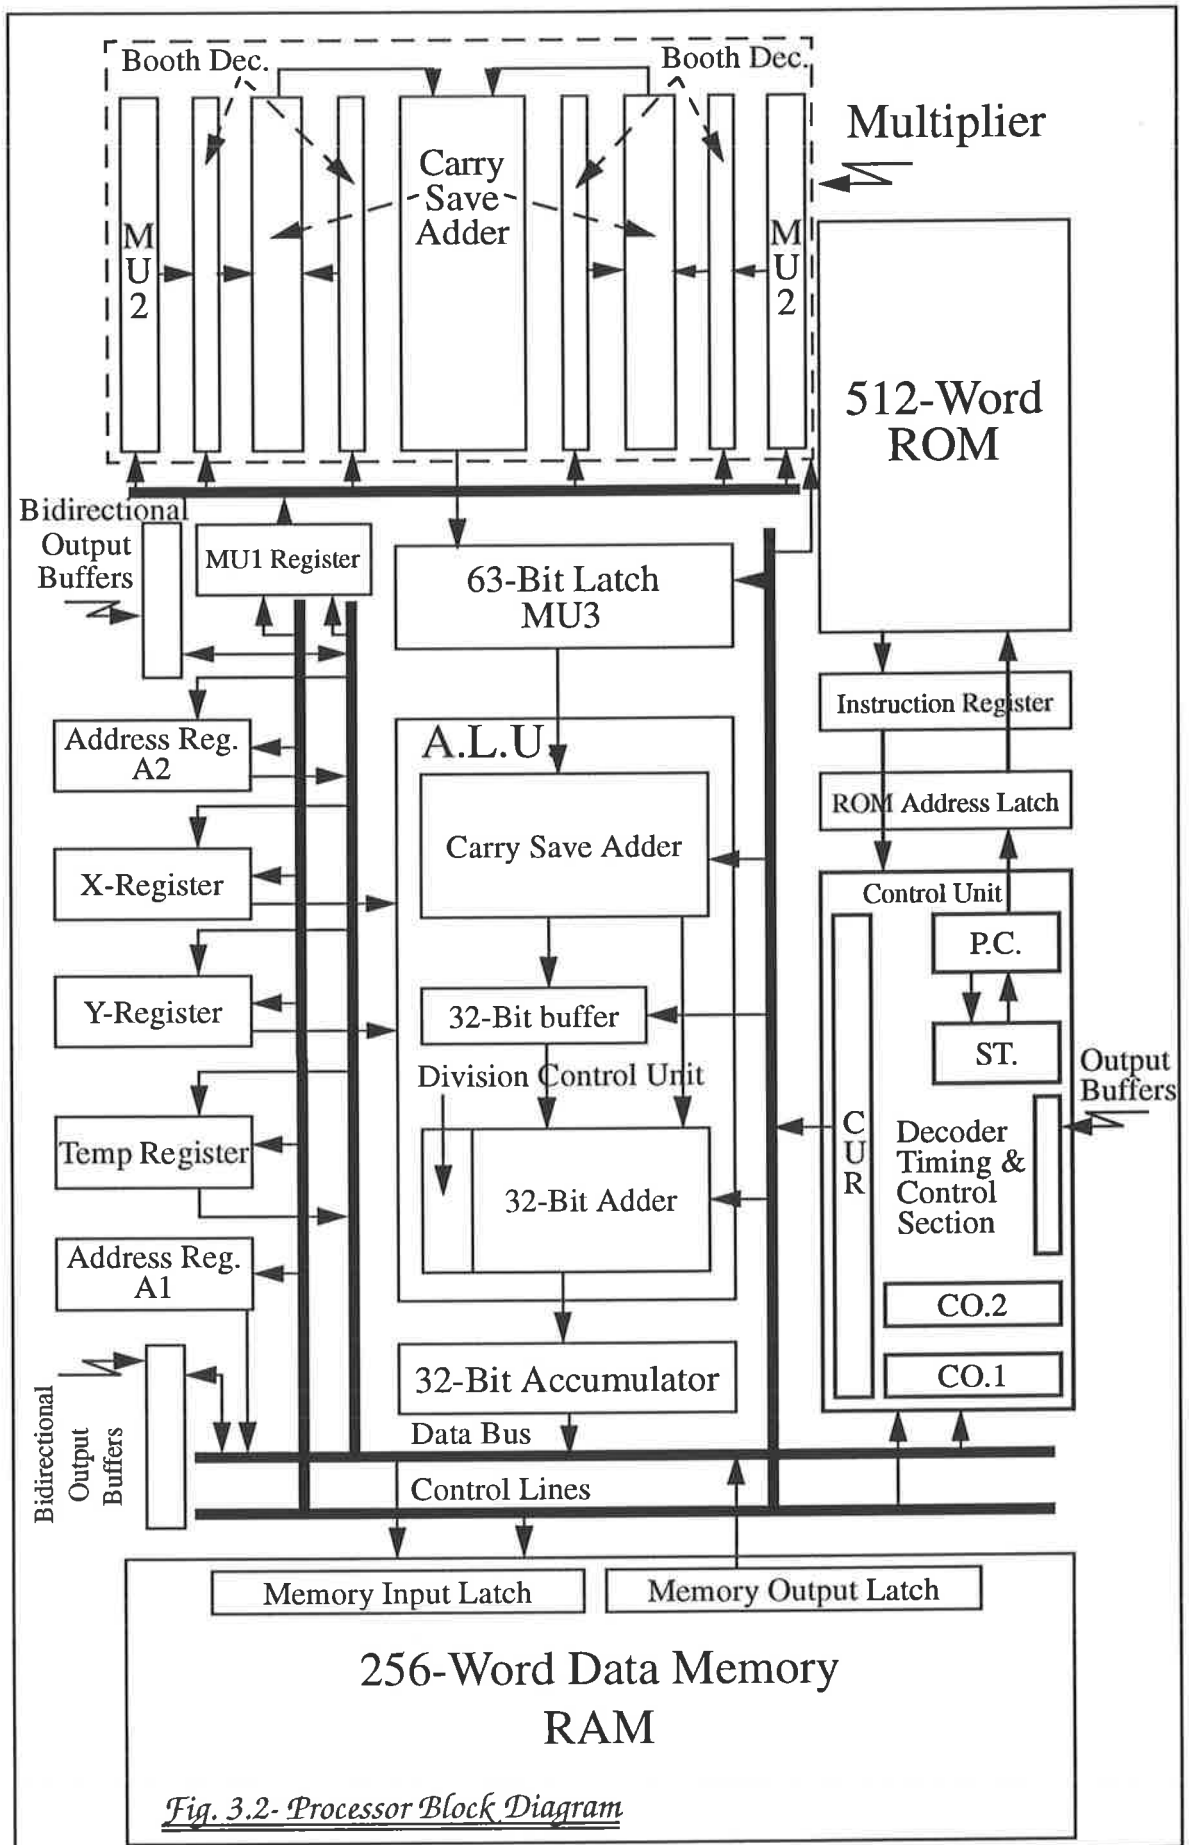 Booth Dec.
Booth Dec.
Multiplier
Carry
Save
Adder
M
U
2
M
U
2
512-Word
ROM
Bidirectional
Output
Buffers
MU1 Register
63-Bit Latch
MU3
Instruction Register
Address Reg.
A2
A.L.U.
ROM Address Latch
Carry Save Adder
X-Register
Control Unit
P.C.
Y-Register
32-Bit buffer
ST.
Output
Buffers
Division Control Unit
C
U
R
Decoder
Timing &
Control
Section
Temp Register
32-Bit Adder
Address Reg.
A1
CO.2
CO.1
32-Bit Accumulator
Bidirectional
Output
Buffers
Data Bus
Control Lines
Memory Input Latch
Memory Output Latch
256-Word Data Memory
RAM
Fig. 3.2- Processor Block Diagram